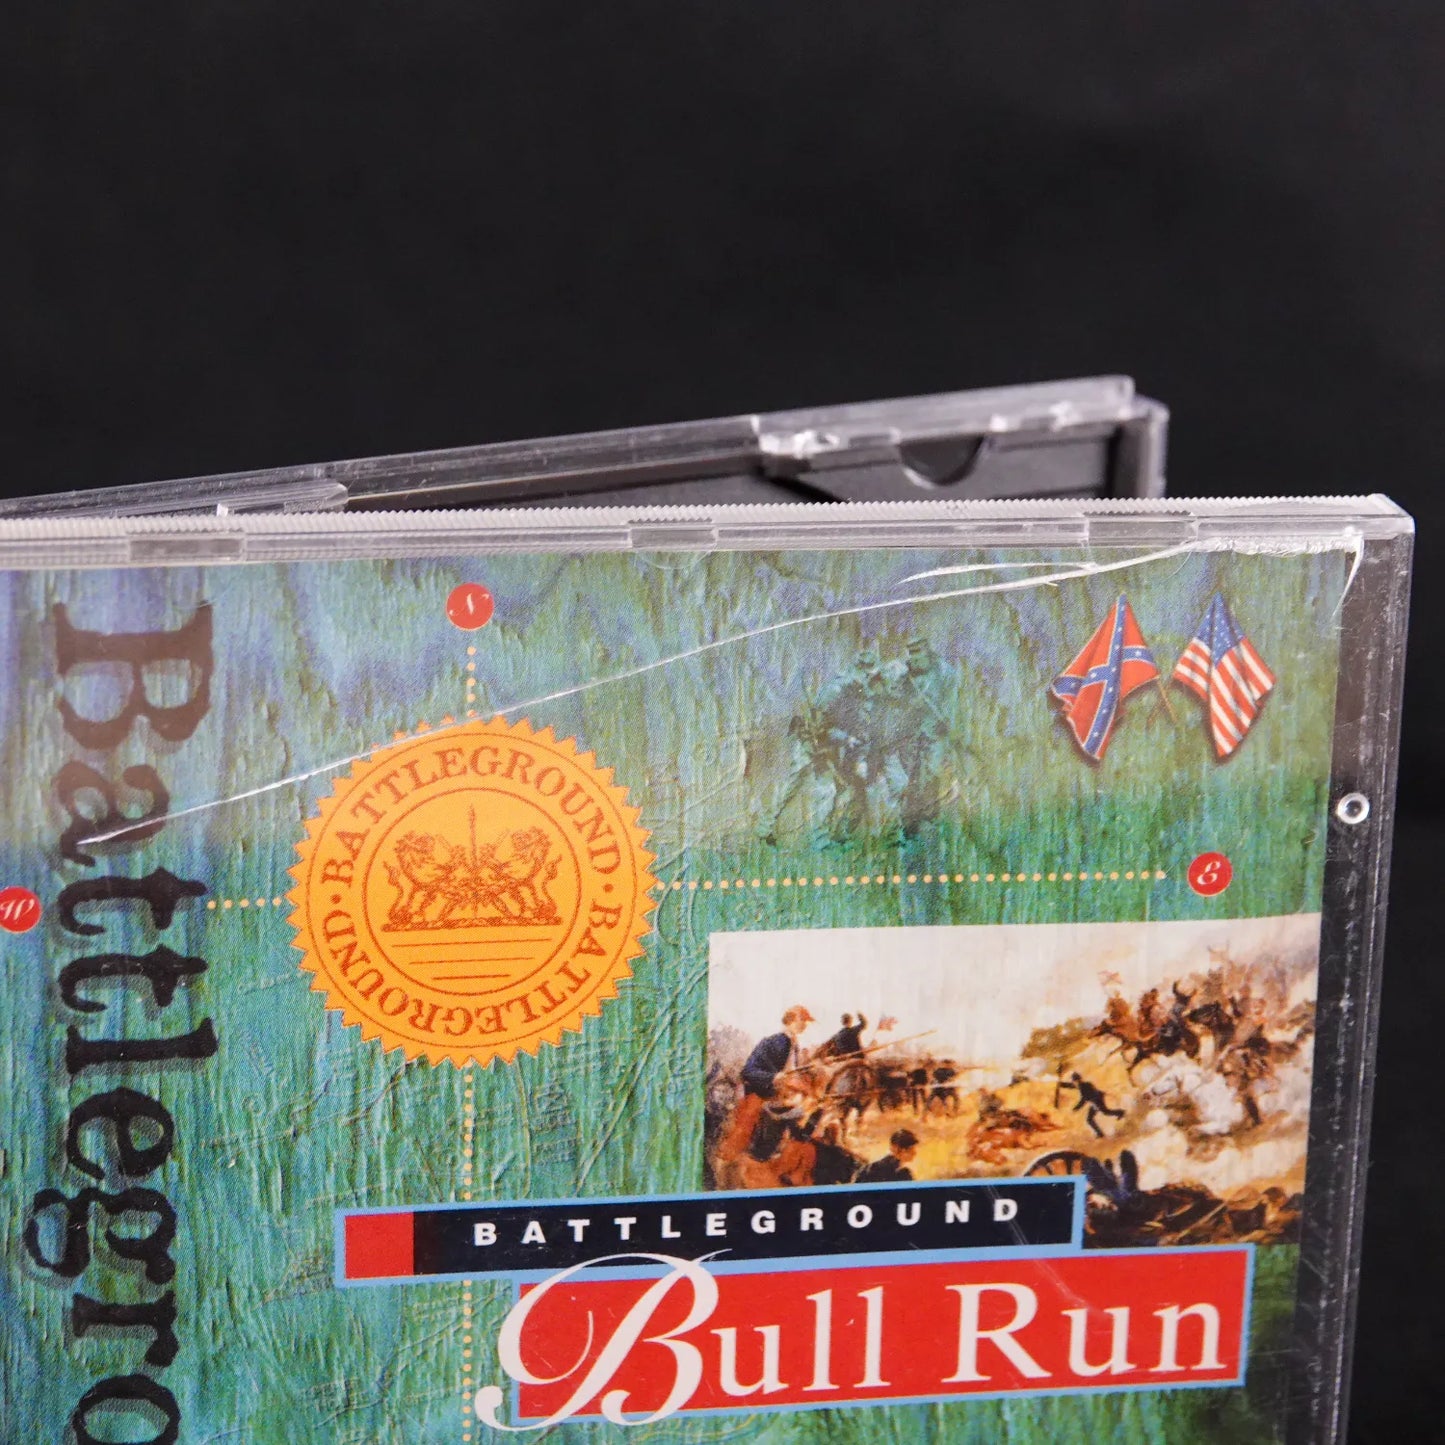 Battlegro
N
W
E
BATTLEGROUND · BATTLEGROUND ·
BATTLEGROUND
Bull Run